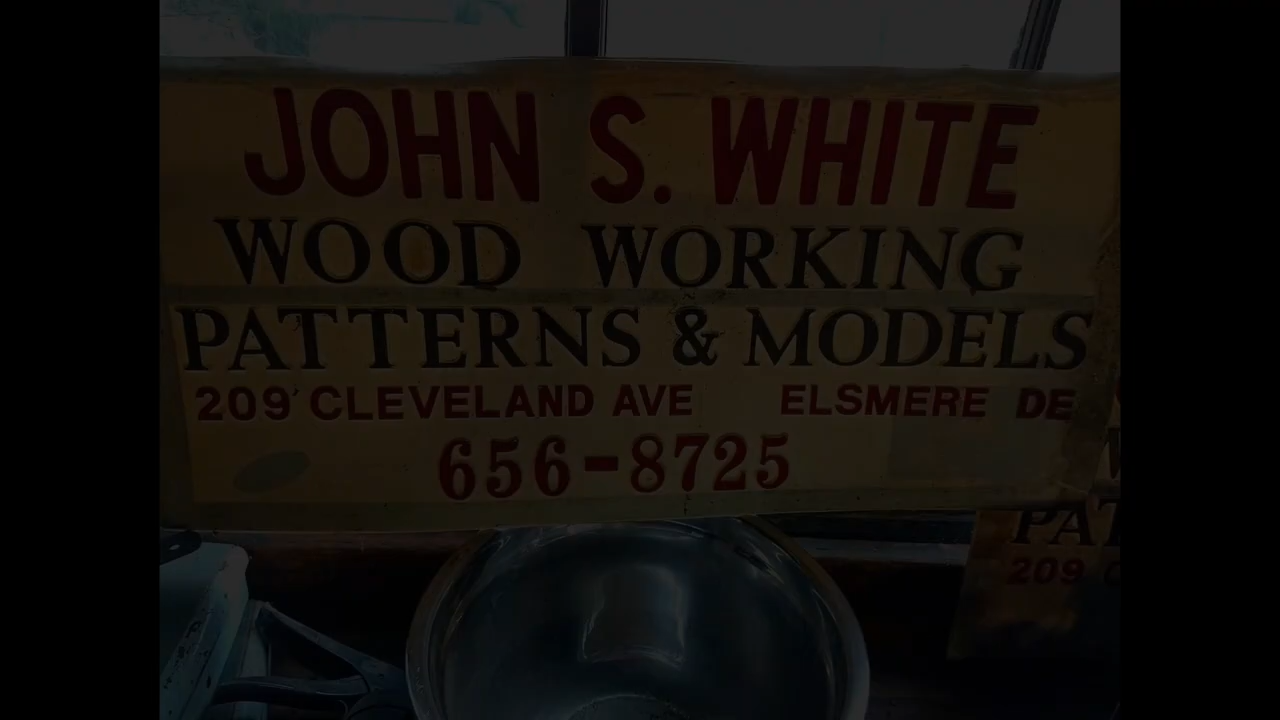 JOHN S. WHITE
WOOD WORKING
PATTERNS & MODELS
209 CLEVELAND AVE ELSMERE DE
656-8725
PAT
209 C